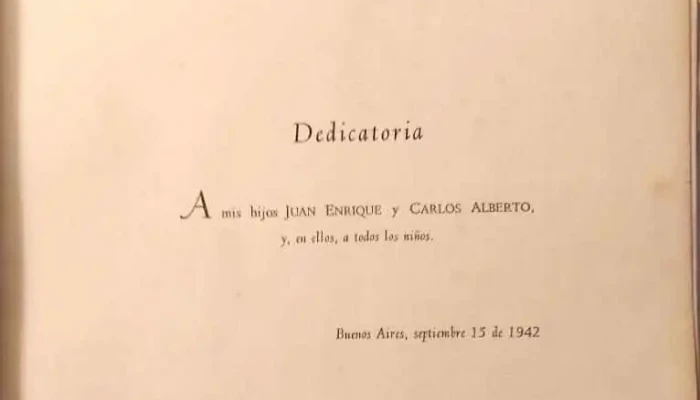 Dedicatoria
A mis hijos JUAN ENRIQUE y CARLOS ALBERTO,
y, en ellos, a todos los niños.
Buenos Aires, septiembre 15 de 1942